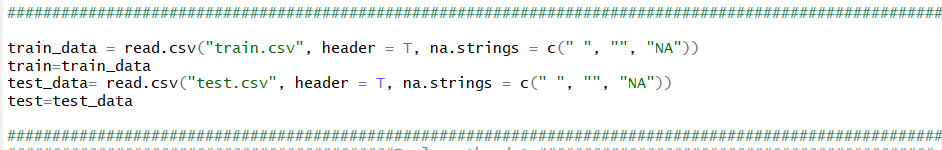 ##########################################################################################################
train_data = read.csv("train.csv", header = T, na.strings = c(" ", "", "NA"))
train=train_data
test_data= read.csv("test.csv", header = T, na.strings = c(" ", "", "NA"))
test=test_data
##########################################################################################################